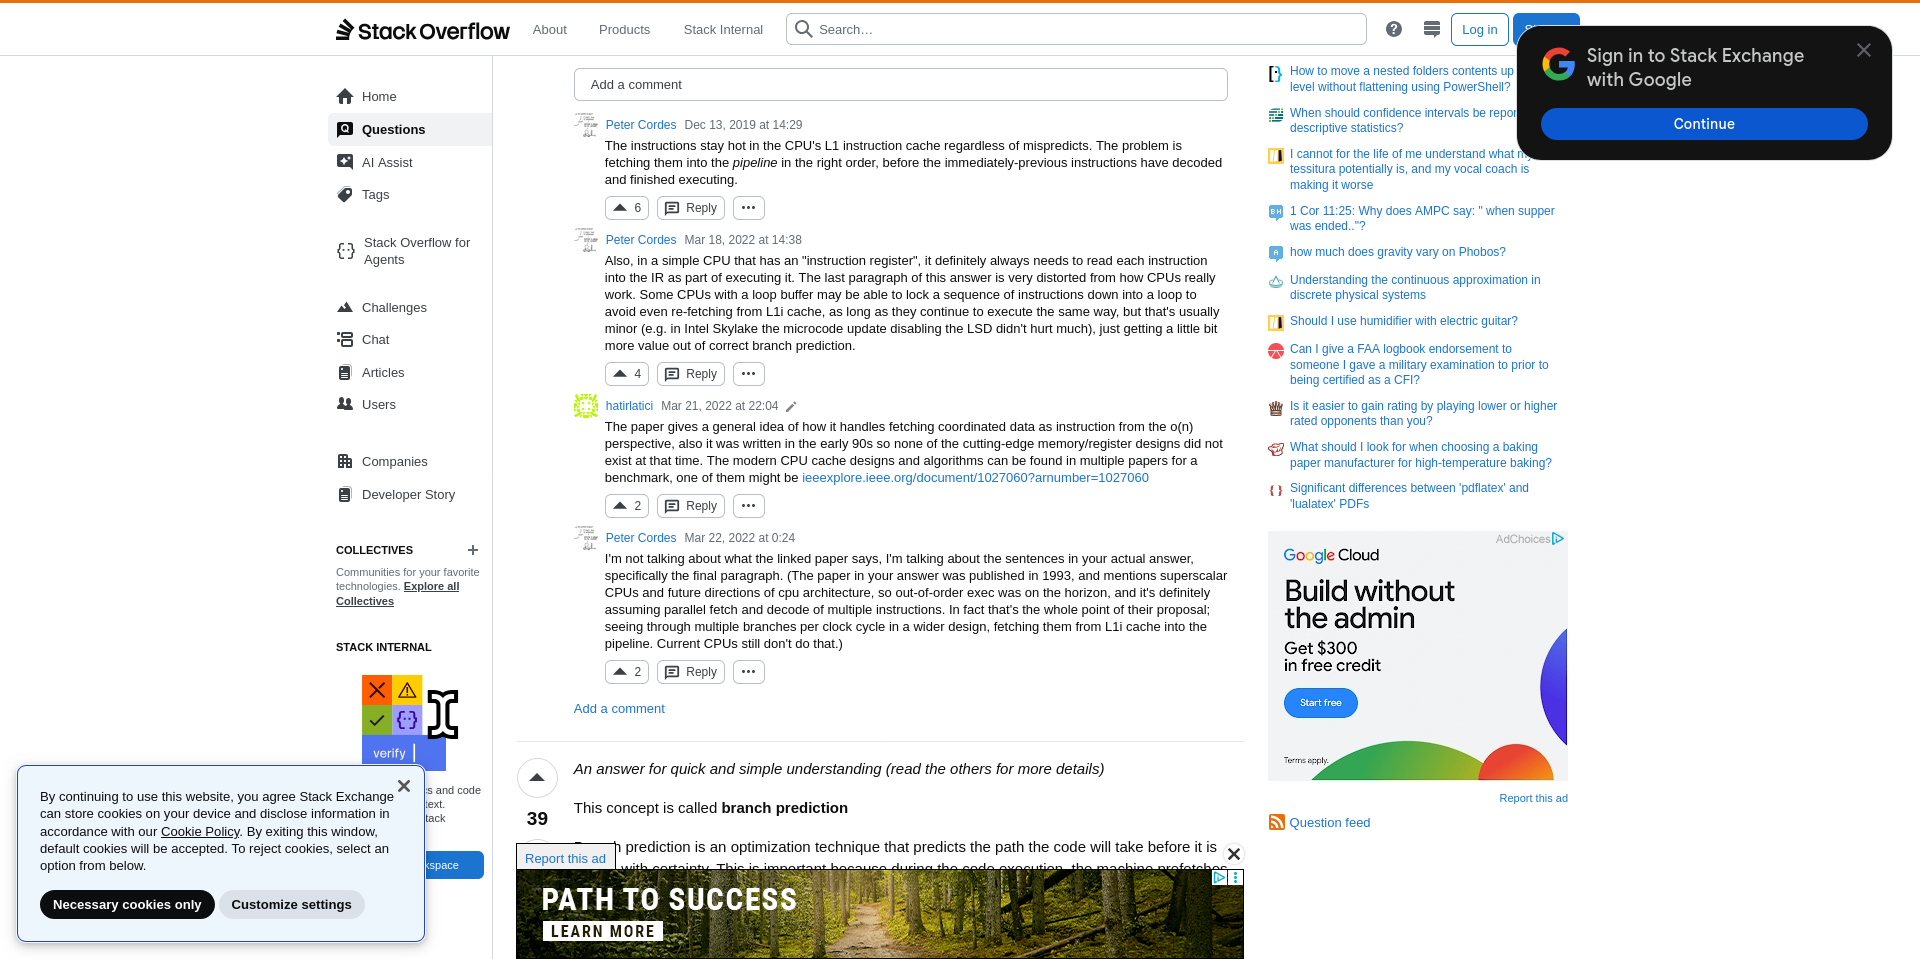 Stack Overflow
About
Products
Stack Internal
Search…
Log in
Sign in to Stack Exchange
with Google
Continue
Home
Questions
AI Assist
Tags
Stack Overflow for
Agents
Challenges
Chat
Articles
Users
Companies
Developer Story
COLLECTIVES
Communities for your favorite
technologies. Explore all
Collectives
STACK INTERNAL
verify
and code
stack
By continuing to use this website, you agree Stack Exchange
can store cookies on your device and disclose information in
accordance with our Cookie Policy. By exiting this window,
default cookies will be accepted. To reject cookies, select an
option from below.
Necessary cookies only
Customize settings
Add a comment
Peter Cordes Dec 13, 2019 at 14:29
The instructions stay hot in the CPU's L1 instruction cache regardless of mispredicts. The problem is
fetching them into the pipeline in the right order, before the immediately-previous instructions have decoded
and finished executing.
6 Reply
Peter Cordes Mar 18, 2022 at 14:38
Also, in a simple CPU that has an "instruction register", it definitely always needs to read each instruction
into the IR as part of executing it. The last paragraph of this answer is very distorted from how CPUs really
work. Some CPUs with a loop buffer may be able to lock a sequence of instructions down into a loop to
avoid even re-fetching from L1i cache, as long as they continue to execute the same way, but that's usually
minor (e.g. in Intel Skylake the microcode update disabling the LSD didn't hurt much), just getting a little bit
more value out of correct branch prediction.
4 Reply
hatirlatici Mar 21, 2022 at 22:04
The paper gives a general idea of how it handles fetching coordinated data as instruction from the o(n)
perspective, also it was written in the early 90s so none of the cutting-edge memory/register designs did not
exist at that time. The modern CPU cache designs and algorithms can be found in multiple papers for a
benchmark, one of them might be ieeexplore.ieee.org/document/1027060?arnumber=1027060
2 Reply
Peter Cordes Mar 22, 2022 at 0:24
I'm not talking about what the linked paper says, I'm talking about the sentences in your actual answer,
specifically the final paragraph. (The paper in your answer was published in 1993, and mentions superscalar
CPUs and future directions of cpu architecture, so out-of-order exec was on the horizon, and it's definitely
assuming parallel fetch and decode of multiple instructions. In fact that's the whole point of their proposal;
seeing through multiple branches per clock cycle in a wider design, fetching them from L1i cache into the
pipeline. Current CPUs still don't do that.)
2 Reply
Add a comment
39
An answer for quick and simple understanding (read the others for more details)
This concept is called branch prediction
prediction is an optimization technique that predicts the path the code will take before it is
with certainty. This is important because during the code execution, the machine prefetches
Report this ad
PATH TO SUCCESS
LEARN MORE
How to move a nested folders contents up
level without flattening using PowerShell?
When should confidence intervals be
descriptive statistics?
I cannot for the life of me understand what my
tessitura potentially is, and my vocal coach is
making it worse
1 Cor 11:25: Why does AMPC say: " when supper
was ended.."?
how much does gravity vary on Phobos?
Understanding the continuous approximation in
discrete physical systems
Should I use humidifier with electric guitar?
Can I give a FAA logbook endorsement to
someone I gave a military examination to prior to
being certified as a CFI?
Is it easier to gain rating by playing lower or higher
rated opponents than you?
What should I look for when choosing a baking
paper manufacturer for high-temperature baking?
Significant differences between 'pdflatex' and
'lualatex' PDFs
AdChoices
Google Cloud
Build without
the admin
Get $300
in free credit
Start free
Terms apply.
Report this ad
Question feed